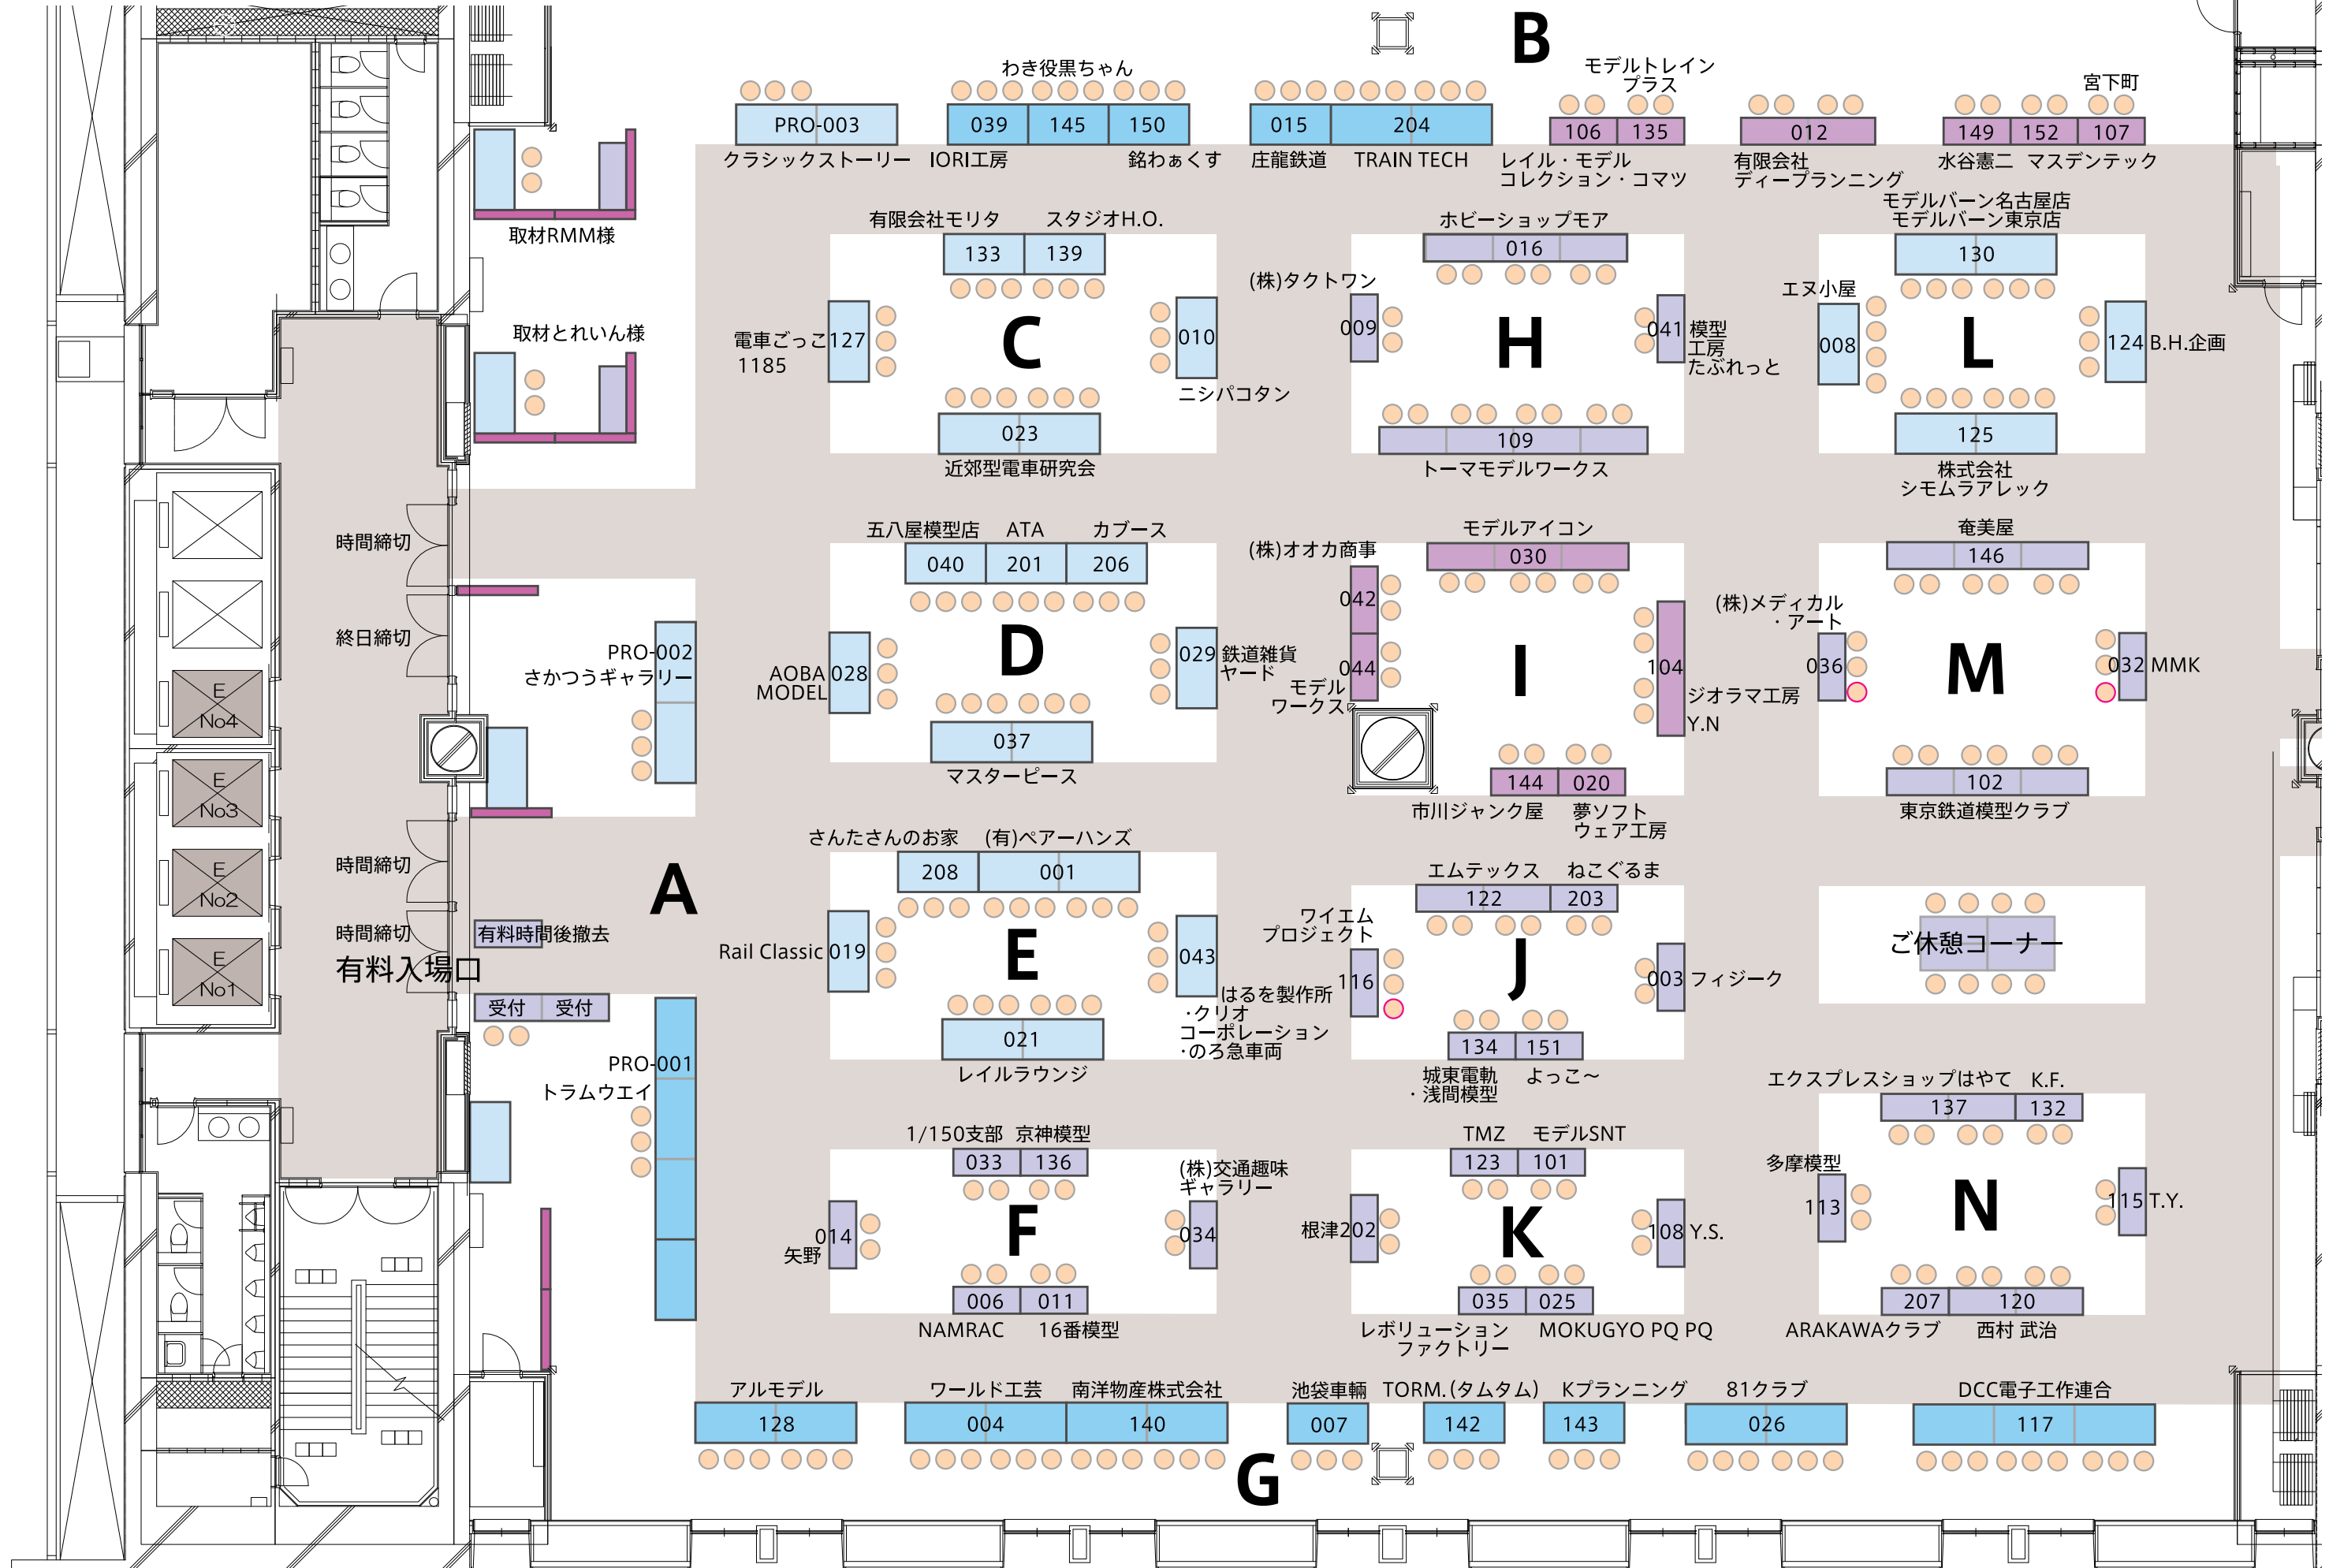 B
わき役黒ちゃん
モデルトレイン
プラス
宮下町
PRO-003
039
145
150
015
204
106
135
012
149
152
107
クラシックストーリー
IORI工房
銘わぁくす
庄龍鉄道
TRAIN TECH
レイル・モデル
コレクション・コマツ
有限会社
ディープランニング
水谷憲二
マスデンテック
取材RMM様
取材とれいん様
有限会社モリタ
スタジオH.O.
133
139
電車ごっこ
1185
127
C
010
ニシパコタン
023
近郊型電車研究会
ホビーショップモア
016
(株)タクトワン
009
H
041
模型
工房
たぶれっと
109
トーマモデルワークス
モデルバーン名古屋店
モデルバーン東京店
130
エヌ小屋
008
L
124
B.H.企画
125
株式会社
シモムラアレック
時間締切
終日締切
E
No4
E
No3
E
No2
E
No1
時間締切
時間締切
有料入場口
A
有料時間後撤去
受付
受付
PRO-002
さかつうギャラリー
PRO-001
トラムウエイ
五八屋模型店
ATA
カブース
040
201
206
AOBA
MODEL
028
D
029
鉄道雑貨
ヤード
037
マスターピース
モデルアイコン
030
(株)オオカ商事
042
044
モデル
ワークス
I
104
ジオラマ工房
Y.N
144
020
市川ジャンク屋
夢ソフト
ウェア工房
奄美屋
146
(株)メディカル
・アート
036
M
032
MMK
102
東京鉄道模型クラブ
さんたさんのお家
(有)ペアーハンズ
208
001
Rail Classic
019
E
043
はるを製作所
・クリオ
コーポレーション
・のろ急車両
021
レイルラウンジ
エムテックス
ねこぐるま
122
203
ワイエム
プロジェクト
116
J
003
フィジーク
134
151
城東電軌
・浅間模型
よっこ〜
ご休憩コーナー
1/150支部
京神模型
033
136
(株)交通趣味
ギャラリー
014
矢野
F
034
006
011
NAMRAC
16番模型
TMZ
モデルSNT
123
101
根津
202
K
108
Y.S.
035
025
レボリューション
ファクトリー
MOKUGYO PQ PQ
エクスプレスショップはやて
K.F.
137
132
多摩模型
113
N
115
T.Y.
207
120
ARAKAWAクラブ
西村 武治
アルモデル
ワールド工芸
南洋物産株式会社
池袋車輌
TORM.(タムタム)
Kプランニング
81クラブ
DCC電子工作連合
128
004
140
007
142
143
026
117
G